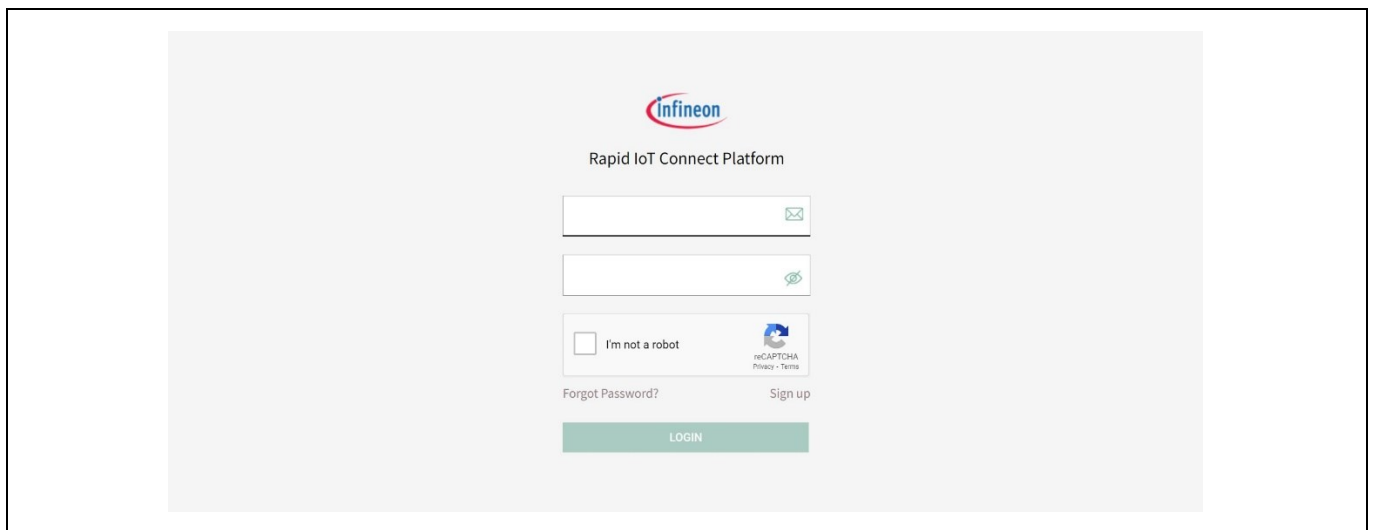 infineon
Rapid IoT Connect Platform
I'm not a robot
reCAPTCHA
Privacy - Terms
Forgot Password? Sign up
LOGIN